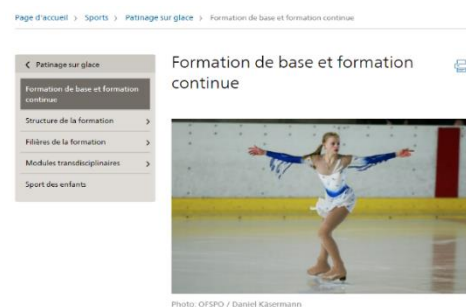 Page d'accueil > Sports > Patinage sur glace > Formation de base et formation continue
< Patinage sur glace
Formation de base et formation
continue
Structure de la formation >
Filières de la formation >
Modules transdisciplinaires >
Sport des enfants
Formation de base et formation
continue
Photo: OFSPO / Daniel Käsermann